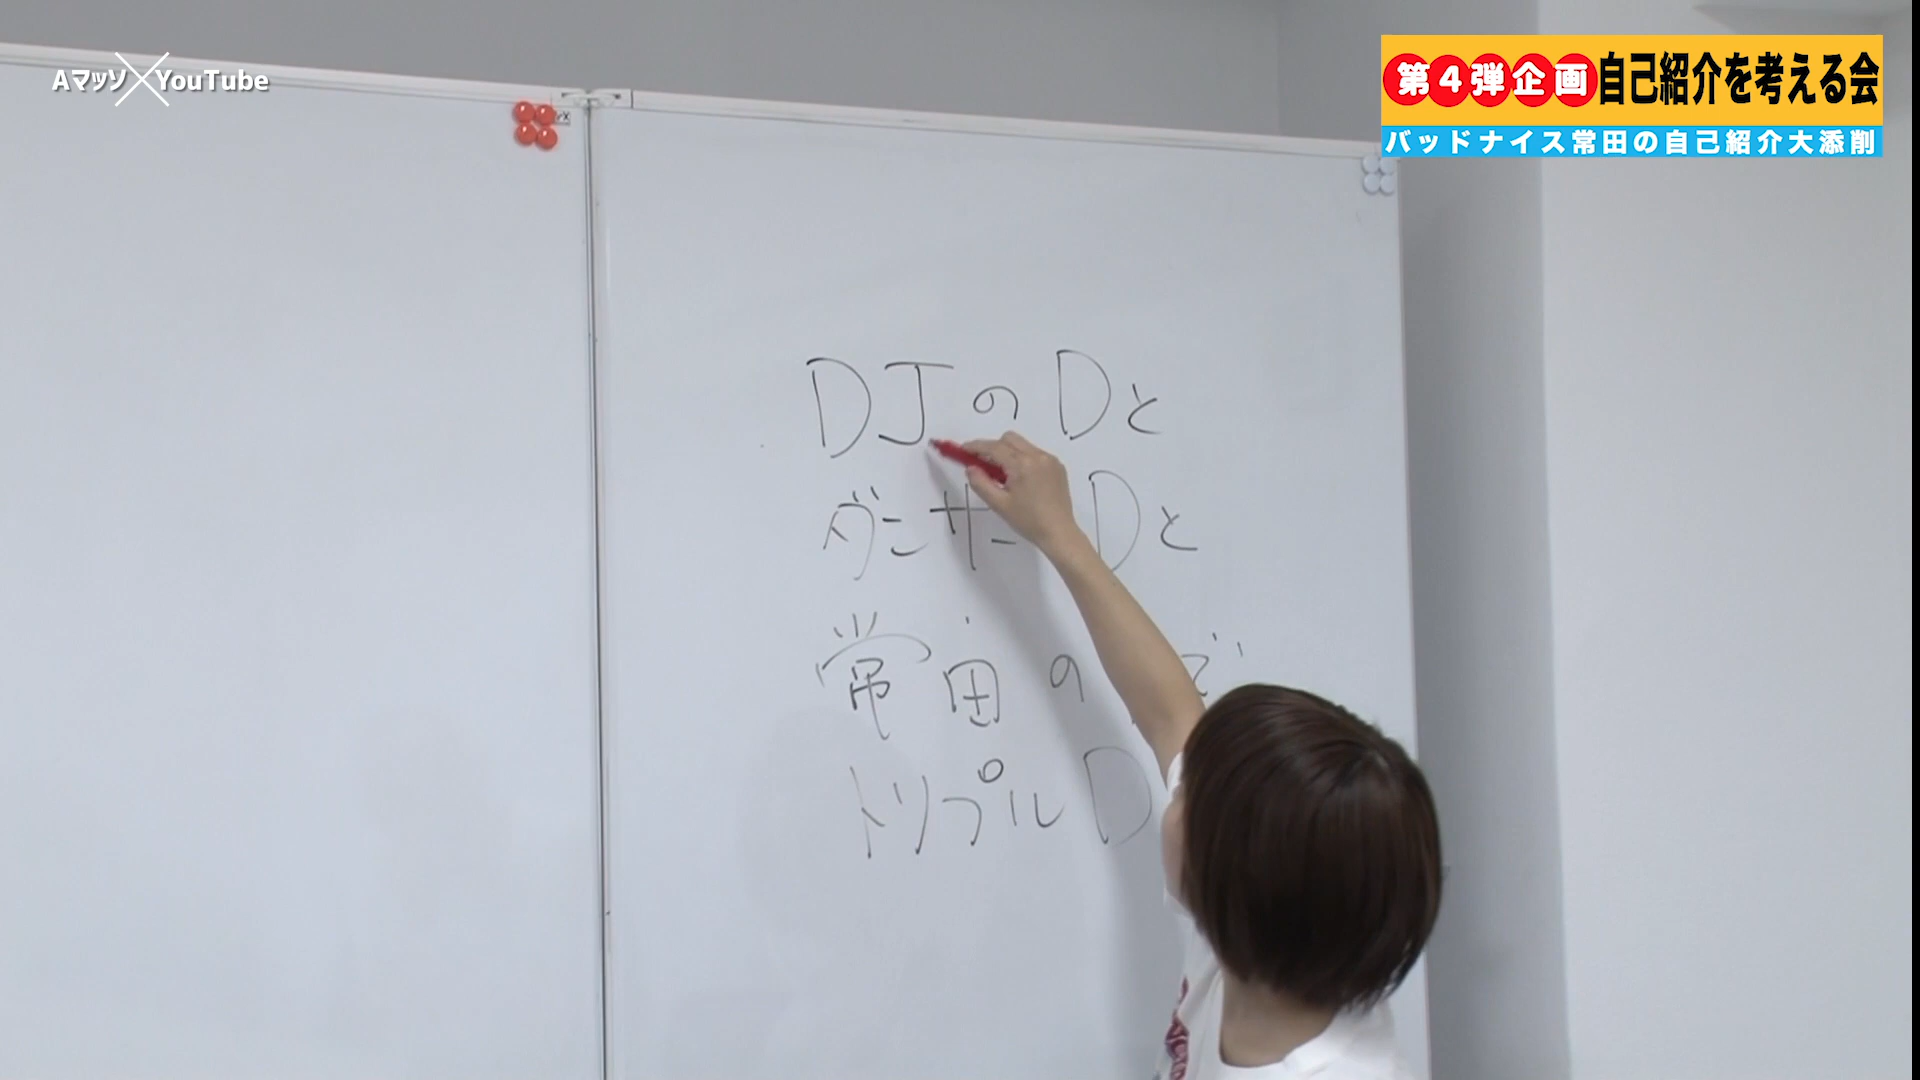 Aマッソ×YouTube
第4弾企画 自己紹介を考える会
バッドナイス常田の自己紹介大添削
DJのDと
ダンサー Dと
常田の で
トリプルD